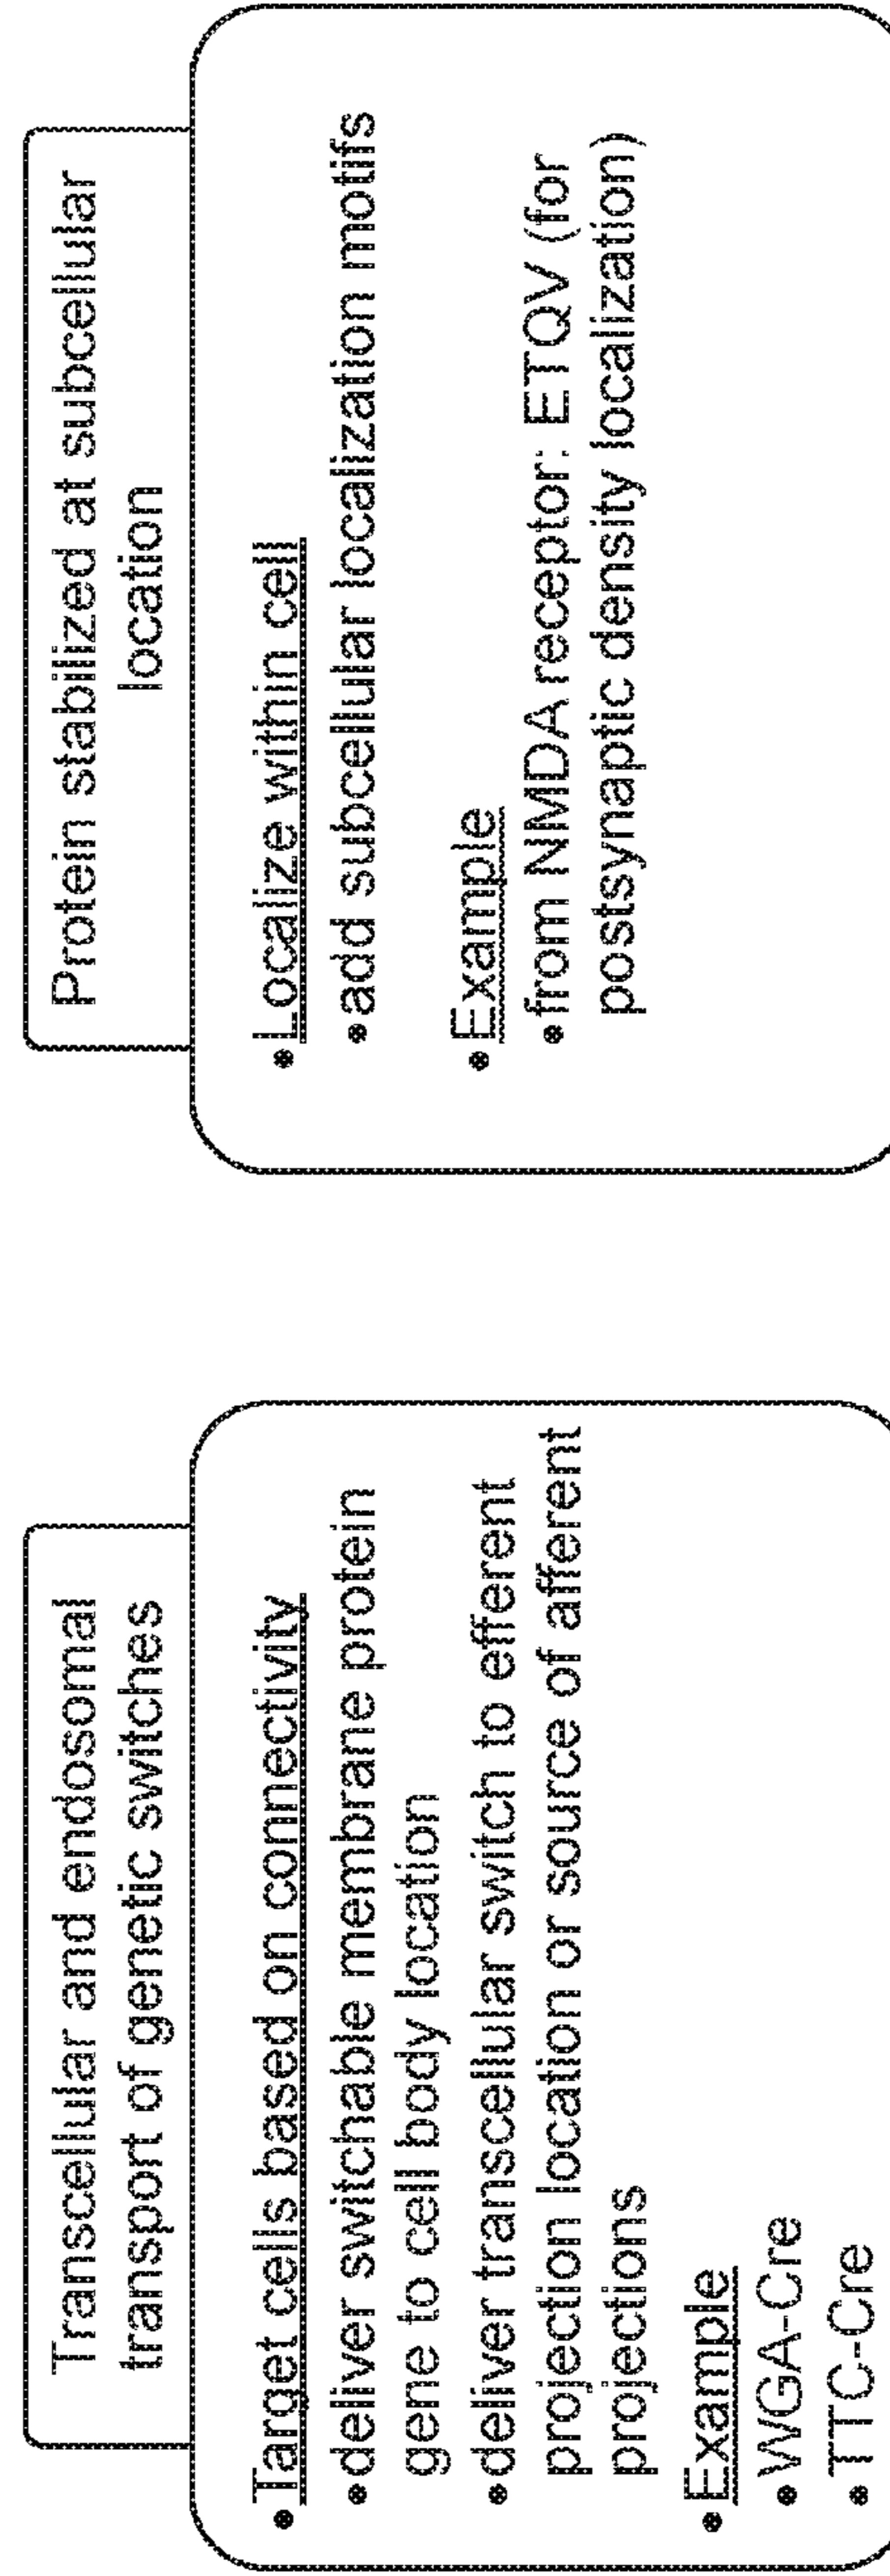 Transcellular and endosomal
transport of genetic switches
•Target cells based on connectivity
•deliver switchable membrane protein
gene to cell body location
•deliver transcellular switch to efferent
projection location or source of afferent
projections
•Example
•WGA-Cre
•TTC-Cre
Protein stabilized at subcellular
location
•Localize within cell
•add subcellular localization motifs
•Example
•from NMDA receptor: ETQV (for
postsynaptic density localization)